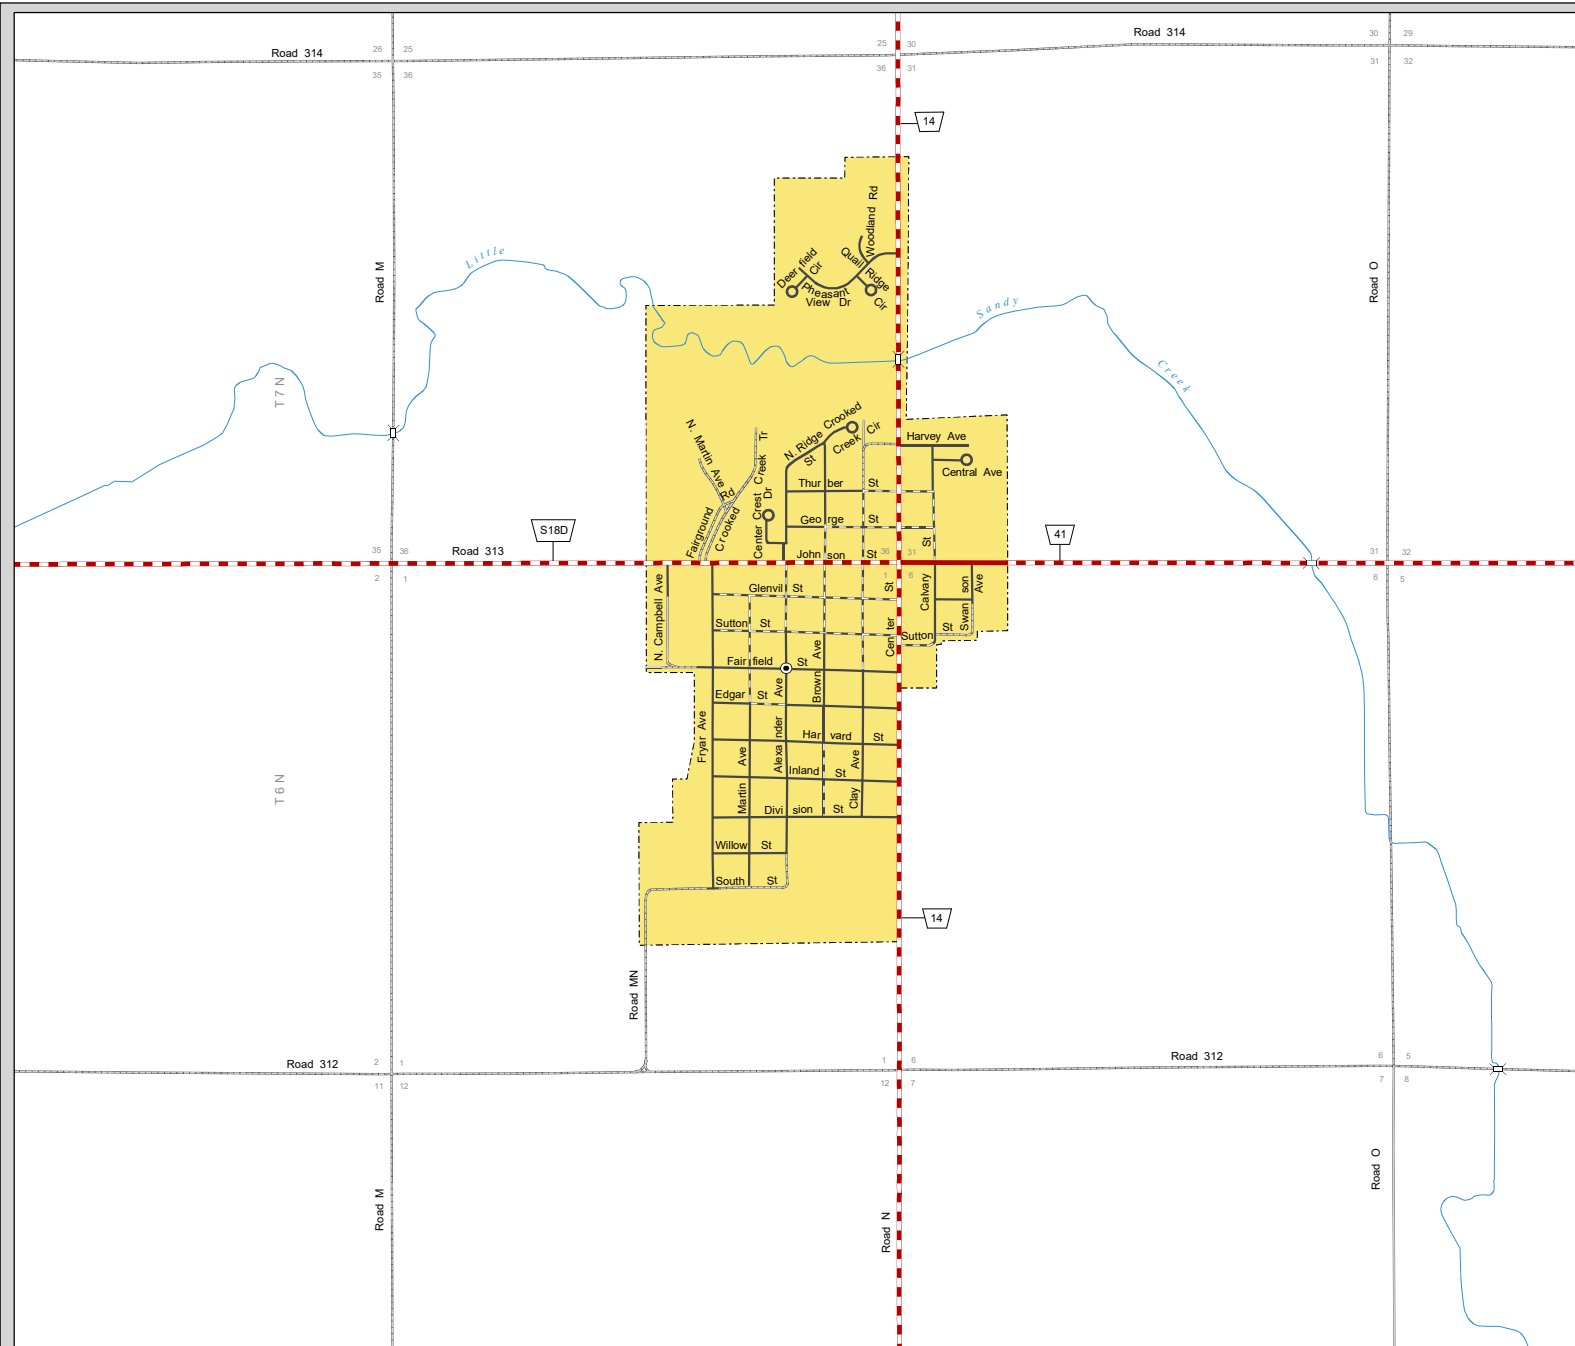 Road 314
26 25
35 36
25 30
36 31
Road 314
30 29
31 32
14
Road M
Little
Woodland Rd
Deer field Cir
Quail Ridge Cir
Pheasant View Dr
Road O
Sandy
Creek
T 7 N
N. Martin Ave
Crooked Creek Tr
N. Ridge St
Crooked Creek Cir
Harvey Ave
Central Ave
Thur ber St
Center Crest Dr
Fairground Rd
Geo rge St
St
S18D
41
Road 313
35 36
2 1
John son St
36 31
1 6
31 32
6 5
N. Campbell Ave
Glenvil St
Calvary
Swan son Ave
Sutton St
Cen ter St
Sutton St
Fair field St
Brown Ave
Edgar St
Alexa nder Ave
Fryar Ave
Har vard St
Martin Ave
Inland St
Clay Ave
Divi sion St
T 6 N
Willow St
South St
14
Road MN
Road 312
2 1
11 12
1 6
12 7
Road 312
6 5
7 8
Road M
Road N
Road O